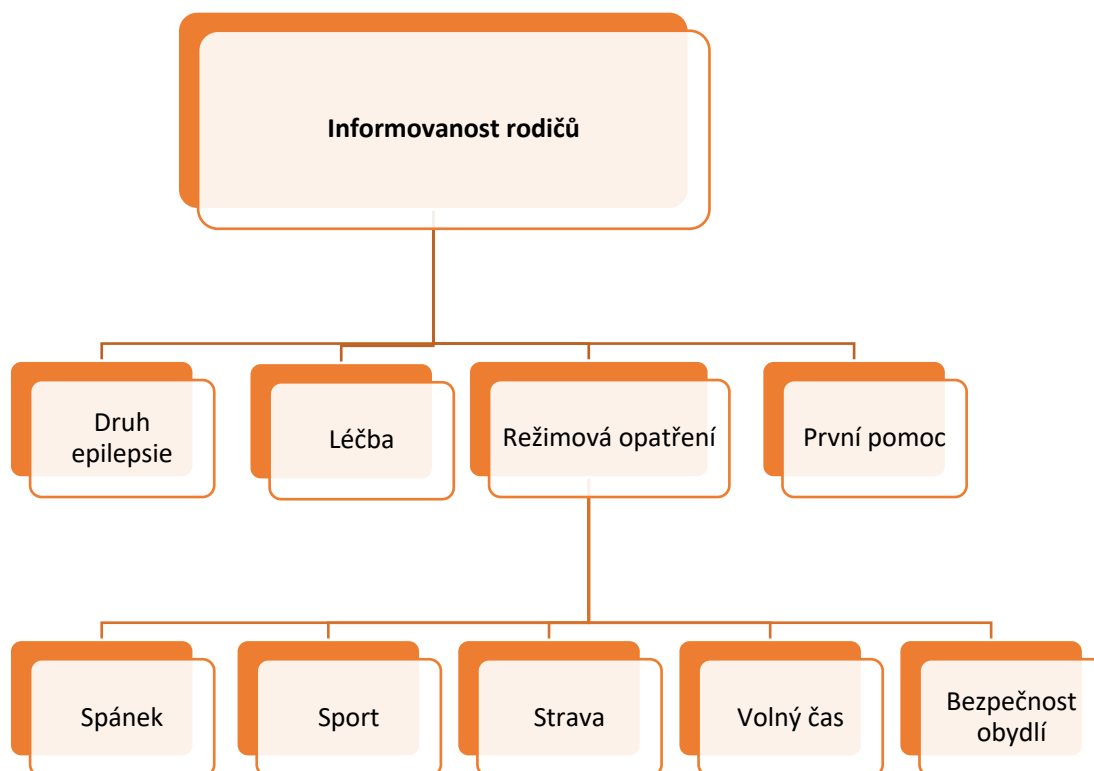 Informovanost rodičů
Druh
epilepsie
Léčba
Režimová opatření
První pomoc
Spánek
Sport
Strava
Volný čas
Bezpečnost
obydlí